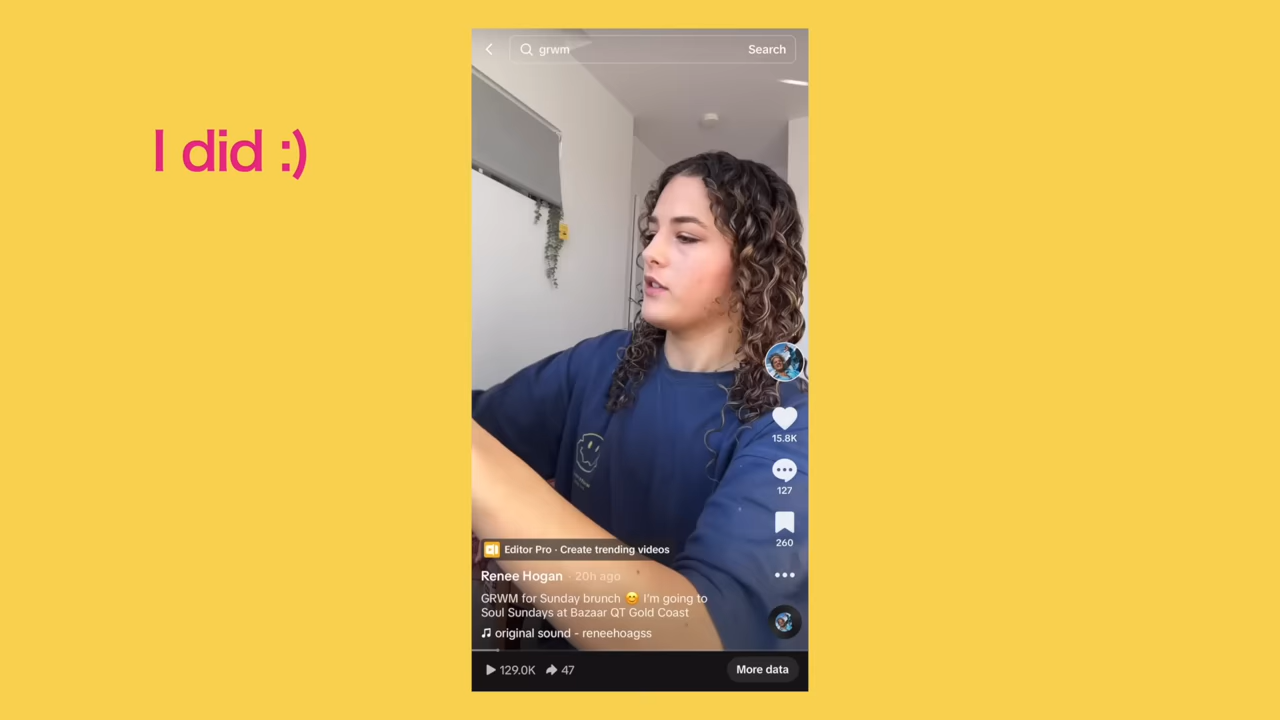 I did :)
grwm
Search
15.8K
127
260
Editor Pro · Create trending videos
Renee Hogan · 20h ago
GRWM for Sunday brunch 😊 I'm going to
Soul Sundays at Bazaar QT Gold Coast
original sound - reneehoagss
129.0K
47
More data